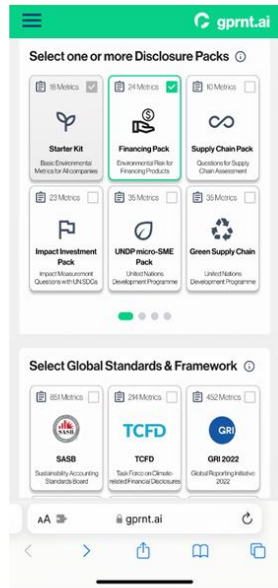 gprnt.ai
Select one or more Disclosure Packs
18 Metrics
24 Metrics
10 Metrics
Starter Kit
Basic Environmental
Metrics for All companies
Financing Pack
Environmental Risk for
Financing Products
Supply Chain Pack
Questions for Supply
Chain Assessment
23 Metrics
35 Metrics
35 Metrics
Impact Investment
Pack
Impact Measurement
Questions with UN SDGs
UNDP micro-SME
Pack
United Nations
Development Programme
Green Supply Chain
United Nations
Development Programme
Select Global Standards & Framework
851 Metrics
214 Metrics
452 Metrics
SASB
TCFD
GRI
SASB
Sustainability Accounting
Standards Board
TCFD
Task Force on Climate-
related Financial Disclosures
GRI 2022
Global Reporting Initiative
2022
AA
gprnt.ai